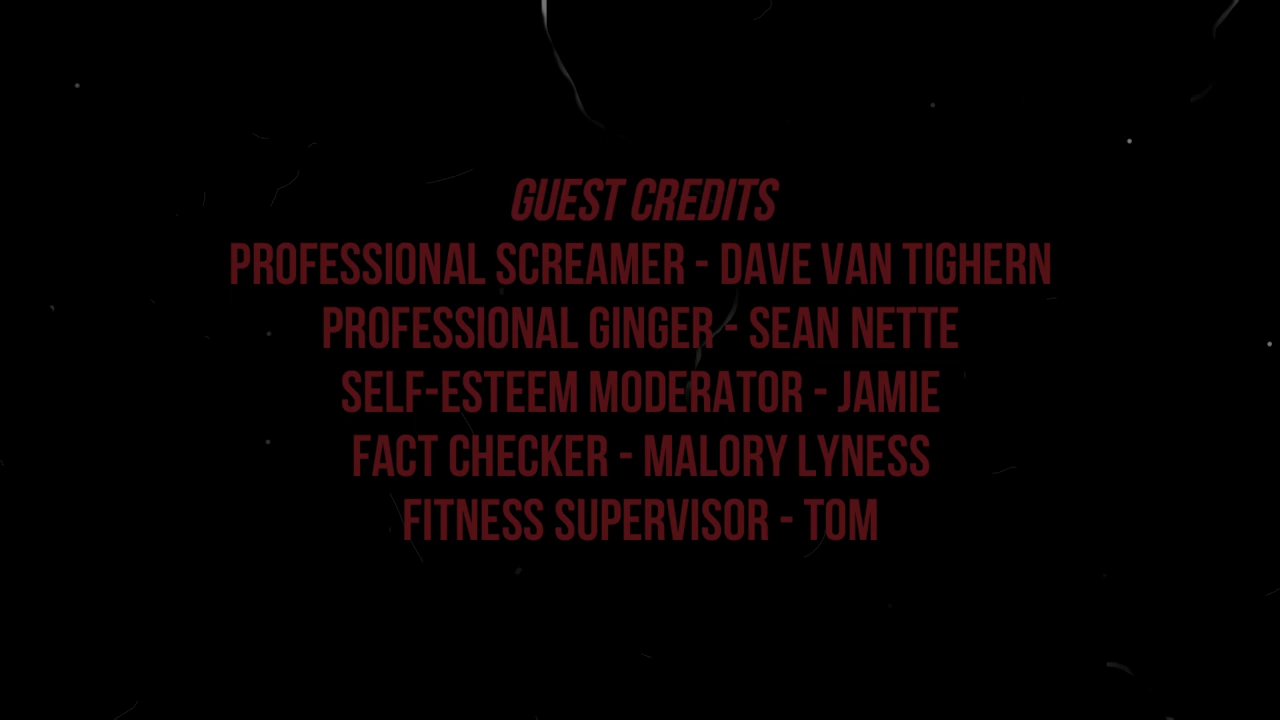 GUEST CREDITS
PROFESSIONAL SCREAMER - DAVE VAN TIGHERN
PROFESSIONAL GINGER - SEAN NETTE
SELF-ESTEEM MODERATOR - JAMIE
FACT CHECKER - MALORY LYNESS
FITNESS SUPERVISOR - TOM